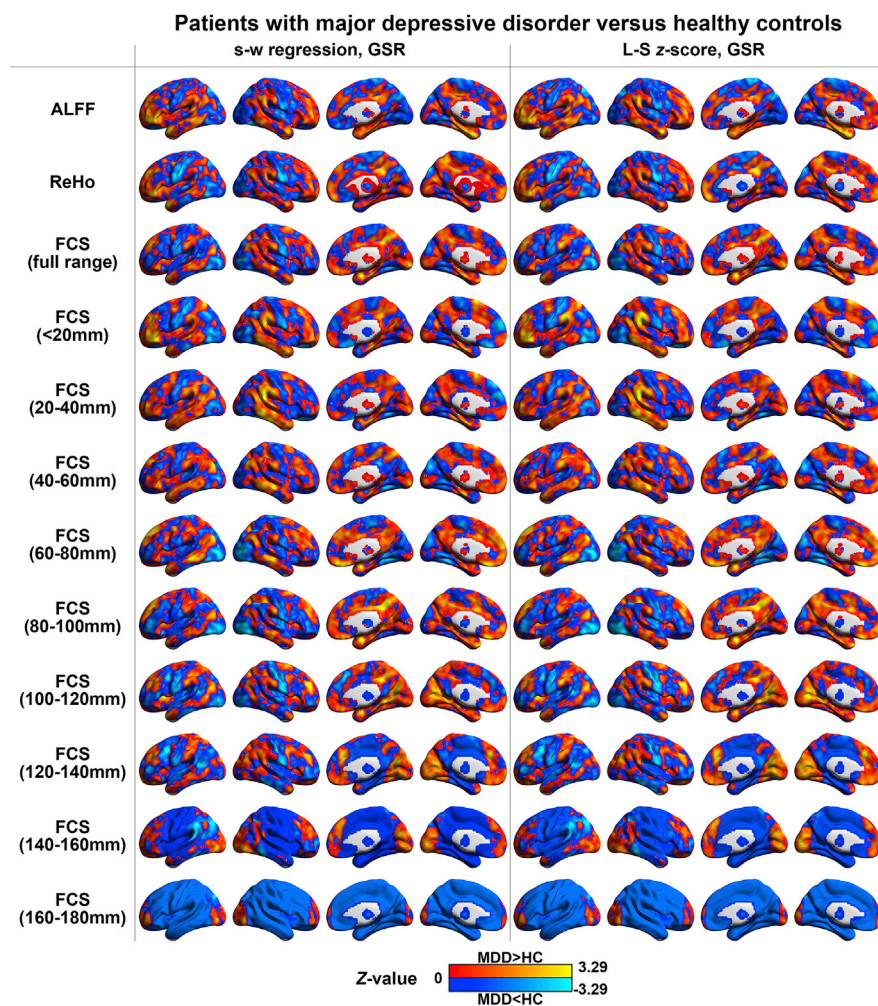 Patients with major depressive disorder versus healthy controls
s-w regression, GSR
L-S z-score, GSR
ALFF
ReHo
FCS
(full range)
FCS
(<20mm)
FCS
(20-40mm)
FCS
(40-60mm)
FCS
(60-80mm)
FCS
(80-100mm)
FCS
(100-120mm)
FCS
(120-140mm)
FCS
(140-160mm)
FCS
(160-180mm)
MDD>HC
Z-value 0 3.29
-3.29
MDD<HC